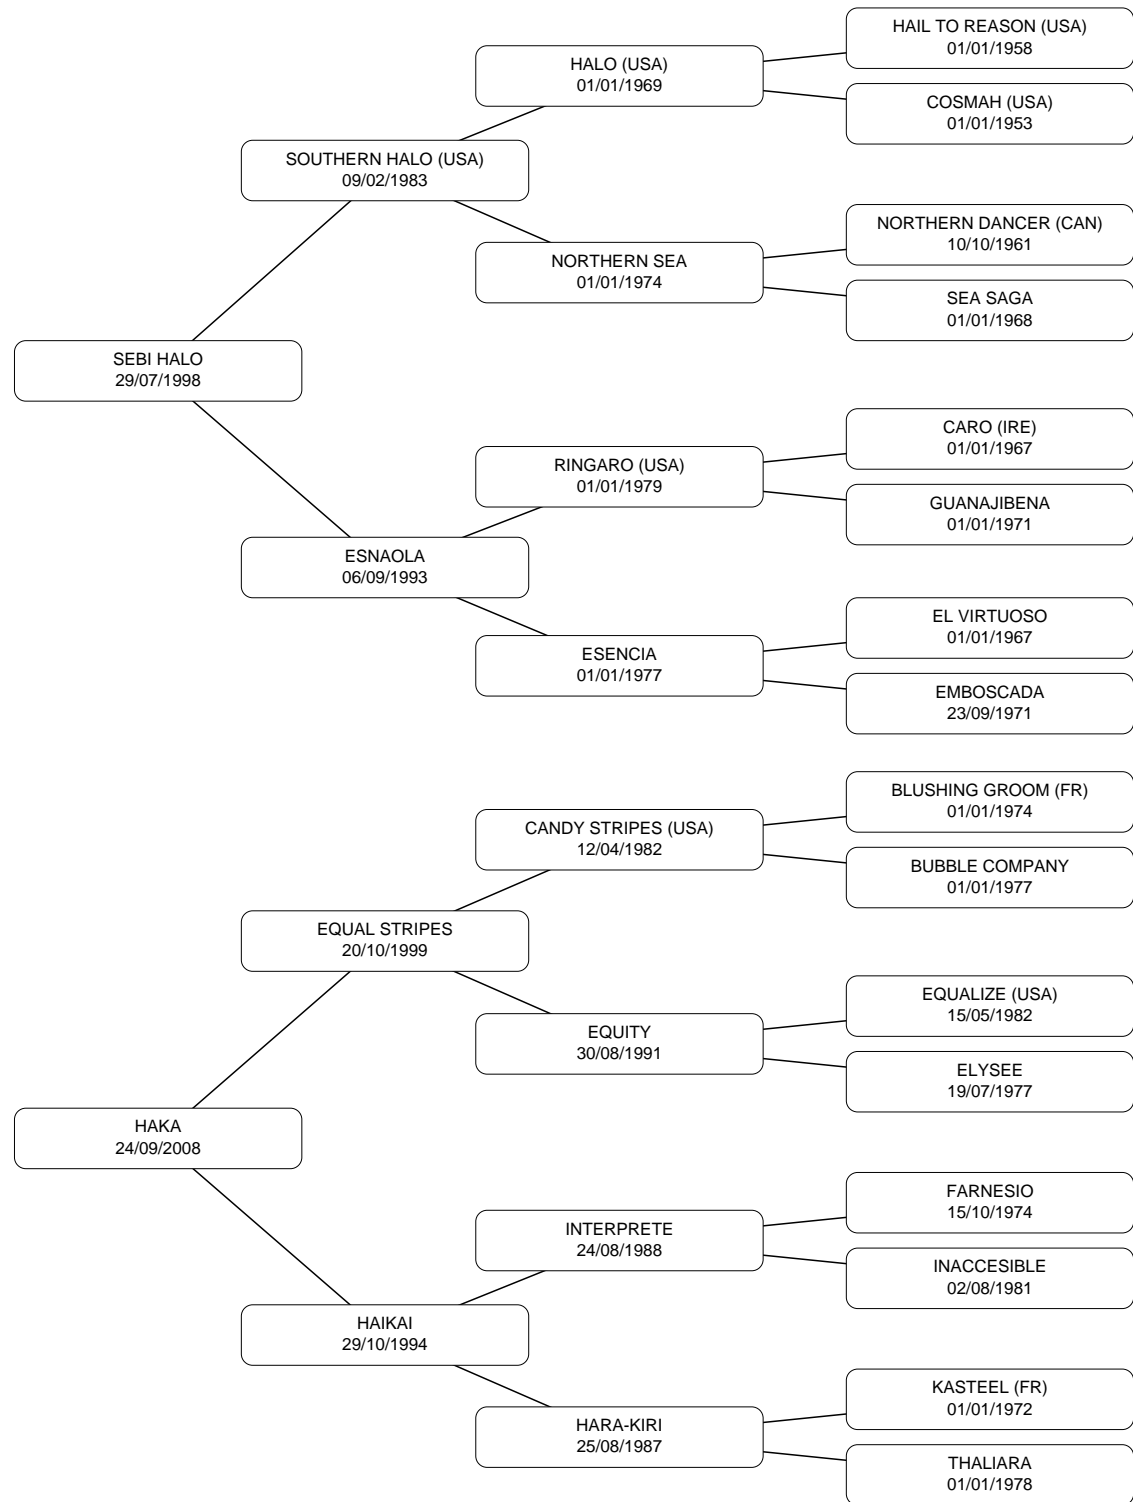 HAIL TO REASON (USA)
01/01/1958
HALO (USA)
01/01/1969
COSMAH (USA)
01/01/1953
SOUTHERN HALO (USA)
09/02/1983
NORTHERN DANCER (CAN)
10/10/1961
NORTHERN SEA
01/01/1974
SEA SAGA
01/01/1968
SEBI HALO
29/07/1998
CARO (IRE)
01/01/1967
RINGARO (USA)
01/01/1979
GUANAJIBENA
01/01/1971
ESNAOLA
06/09/1993
EL VIRTUOSO
01/01/1967
ESENCIA
01/01/1977
EMBOSCADA
23/09/1971
BLUSHING GROOM (FR)
01/01/1974
CANDY STRIPES (USA)
12/04/1982
BUBBLE COMPANY
01/01/1977
EQUAL STRIPES
20/10/1999
EQUALIZE (USA)
15/05/1982
EQUITY
30/08/1991
ELYSEE
19/07/1977
HAKA
24/09/2008
FARNESIO
15/10/1974
INTERPRETE
24/08/1988
INACCESIBLE
02/08/1981
HAIKAI
29/10/1994
KASTEEL (FR)
01/01/1972
HARA-KIRI
25/08/1987
THALIARA
01/01/1978